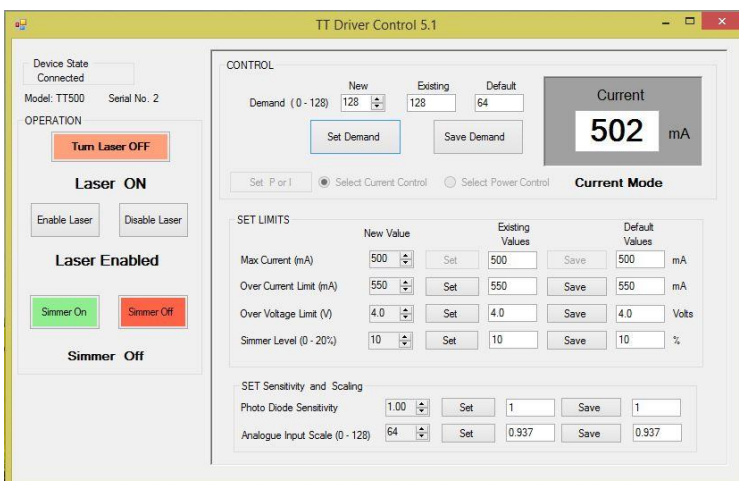 TT Driver Control 5.1
Device State
Connected
Model: TT500 Serial No. 2
OPERATION
Turn Laser OFF
Laser ON
Enable Laser Disable Laser
Laser Enabled
Simmer On Simmer Off
Simmer Off
CONTROL
New Existing Default
Demand ( 0 - 128) 128 128 64
Set Demand Save Demand
Current
502 mA
Set P or I Select Current Control Select Power Control Current Mode
SET LIMITS
New Value Existing Values Default Values
Max Current (mA) 500 Set 500 Save 500 mA
Over Current Limit (mA) 550 Set 550 Save 550 mA
Over Voltage Limit (V) 4.0 Set 4.0 Save 4.0 Volts
Simmer Level (0 - 20%) 10 Set 10 Save 10 %
SET Sensitivity and Scaling
Photo Diode Sensitivity 1.00 Set 1 Save 1
Analogue Input Scale (0 - 128) 64 Set 0.937 Save 0.937